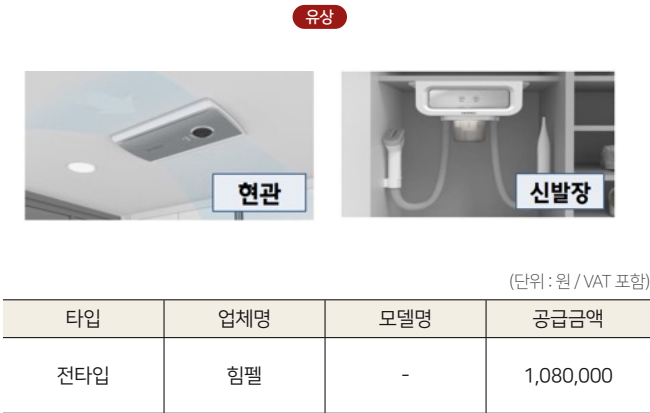 유상
현관
신발장
(단위 : 원 / VAT 포함)
타입 업체명 모델명 공급금액
전타입 힘펠 - 1,080,000